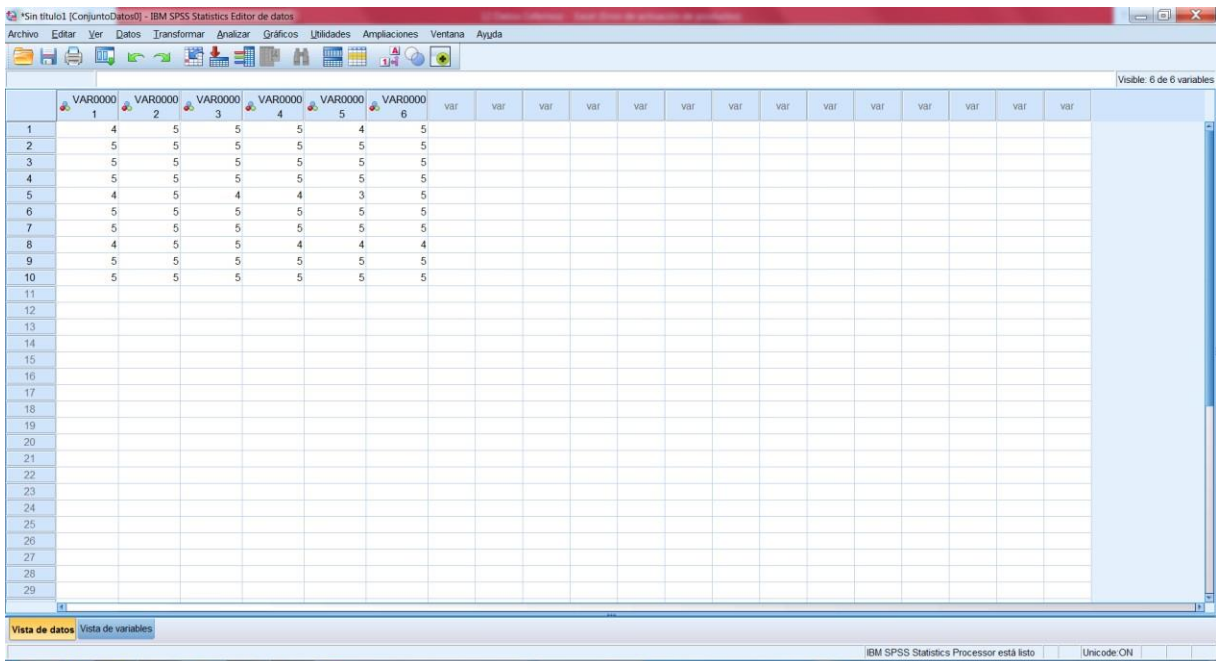 *Sin título1 [ConjuntoDatos0] - IBM SPSS Statistics Editor de datos
Archivo Editar Ver Datos Transformar Analizar Gráficos Utilidades Ampliaciones Ventana Ayuda
Visible: 6 de 6 variables
VAR00001 VAR00002 VAR00003 VAR00004 VAR00005 VAR00006 var var var var var var var var var var var var var
1 4 5 5 5 4 5
2 5 5 5 5 5 5
3 5 5 5 5 5 5
4 5 5 5 5 5 5
5 4 5 4 4 3 5
6 5 5 5 5 5 5
7 5 5 5 5 5 5
8 4 5 5 4 4 4
9 5 5 5 5 5 5
10 5 5 5 5 5 5
11
12
13
14
15
16
17
18
19
20
21
22
23
24
25
26
27
28
29
Vista de datos Vista de variables
IBM SPSS Statistics Processor está listo Unicode:ON